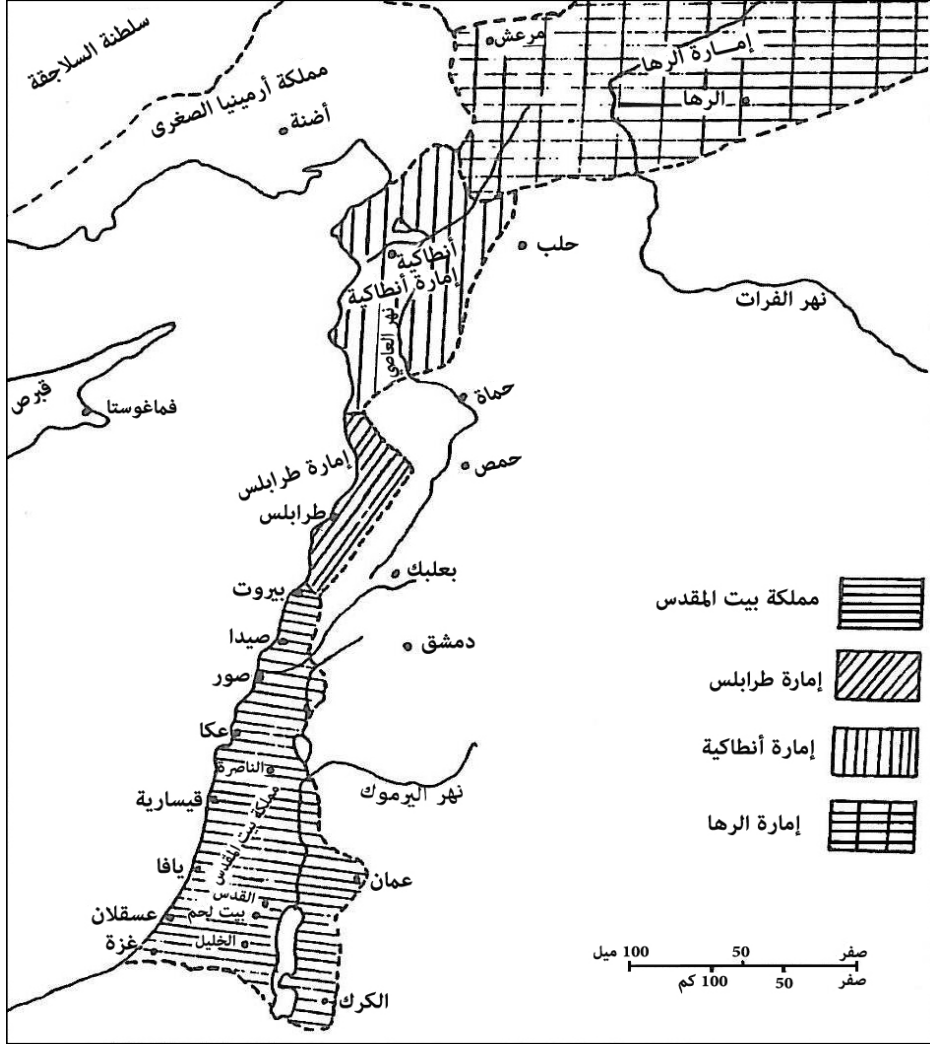 سلطنة السلاجقة
مملكة أرمينيا الصغرى
أضنة
مرعش
إمارة الرها
الرها
حلب
أنطاكية
إمارة أنطاكية
نهر العاصي
نهر الفرات
قبرص
فماغوستا
حماة
حمص
إمارة طرابلس
طرابلس
بعلبك
بيروت
صيدا
دمشق
صور
عكا
الناصرة
نهر اليرموك
قيسارية
مملكة بيت المقدس
يافا
عمان
القدس
بيت لحم
عسقلان
الخليل
غزة
الكرك
مملكة بيت المقدس
إمارة طرابلس
إمارة أنطاكية
إمارة الرها
صفر 50 100 ميل
صفر 50 100 كم